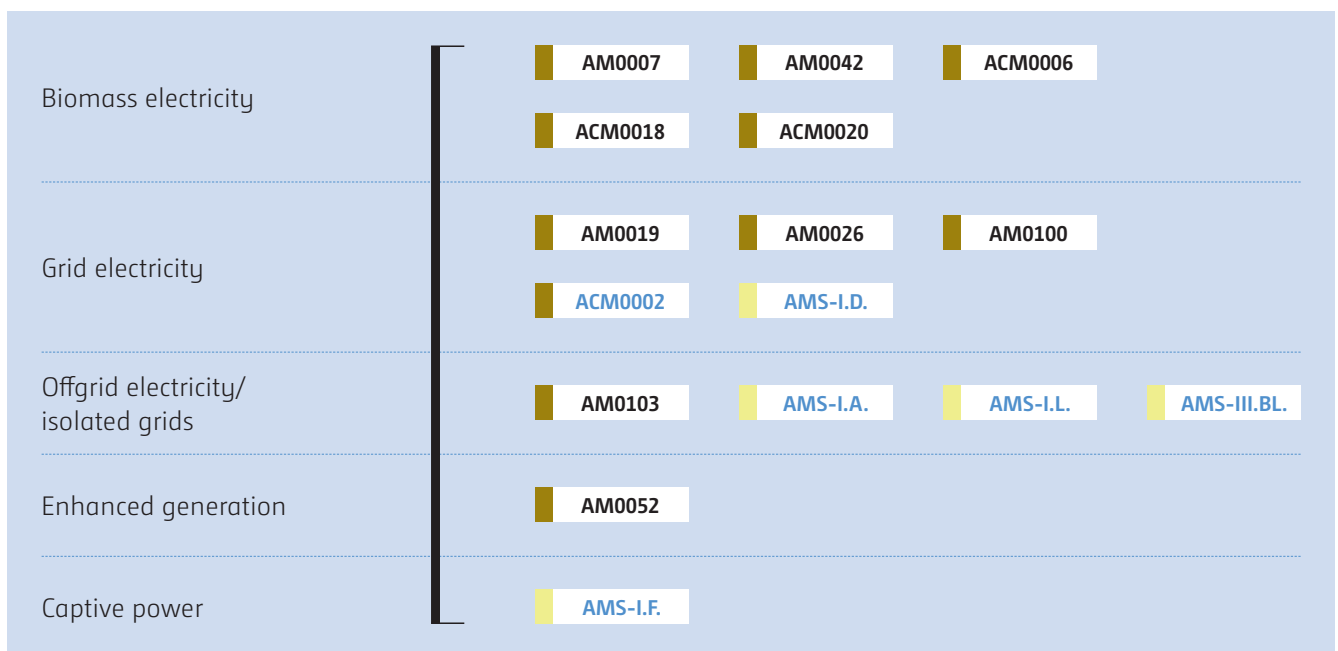 Biomass electricity
AM0007 AM0042 ACM0006
ACM0018 ACM0020
Grid electricity
AM0019 AM0026 AM0100
ACM0002 AMS-I.D.
Offgrid electricity/
isolated grids
AM0103 AMS-I.A. AMS-I.L. AMS-III.BL.
Enhanced generation
AM0052
Captive power
AMS-I.F.